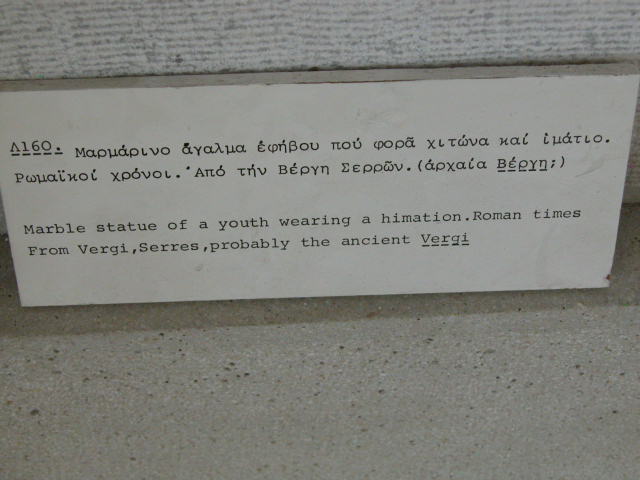 Λ160. Μαρμάρινο ἄγαλμα ἐφήβου πού φορᾶ χιτώνα καί ἱμάτιο.
Ρωμαϊκοί χρόνοι. Ἀπό τήν Βέργη Σερρῶν.(ἀρχαία Βέργη;)
Marble statue of a youth wearing a himation.Roman times
From Vergi,Serres,probably the ancient Vergi